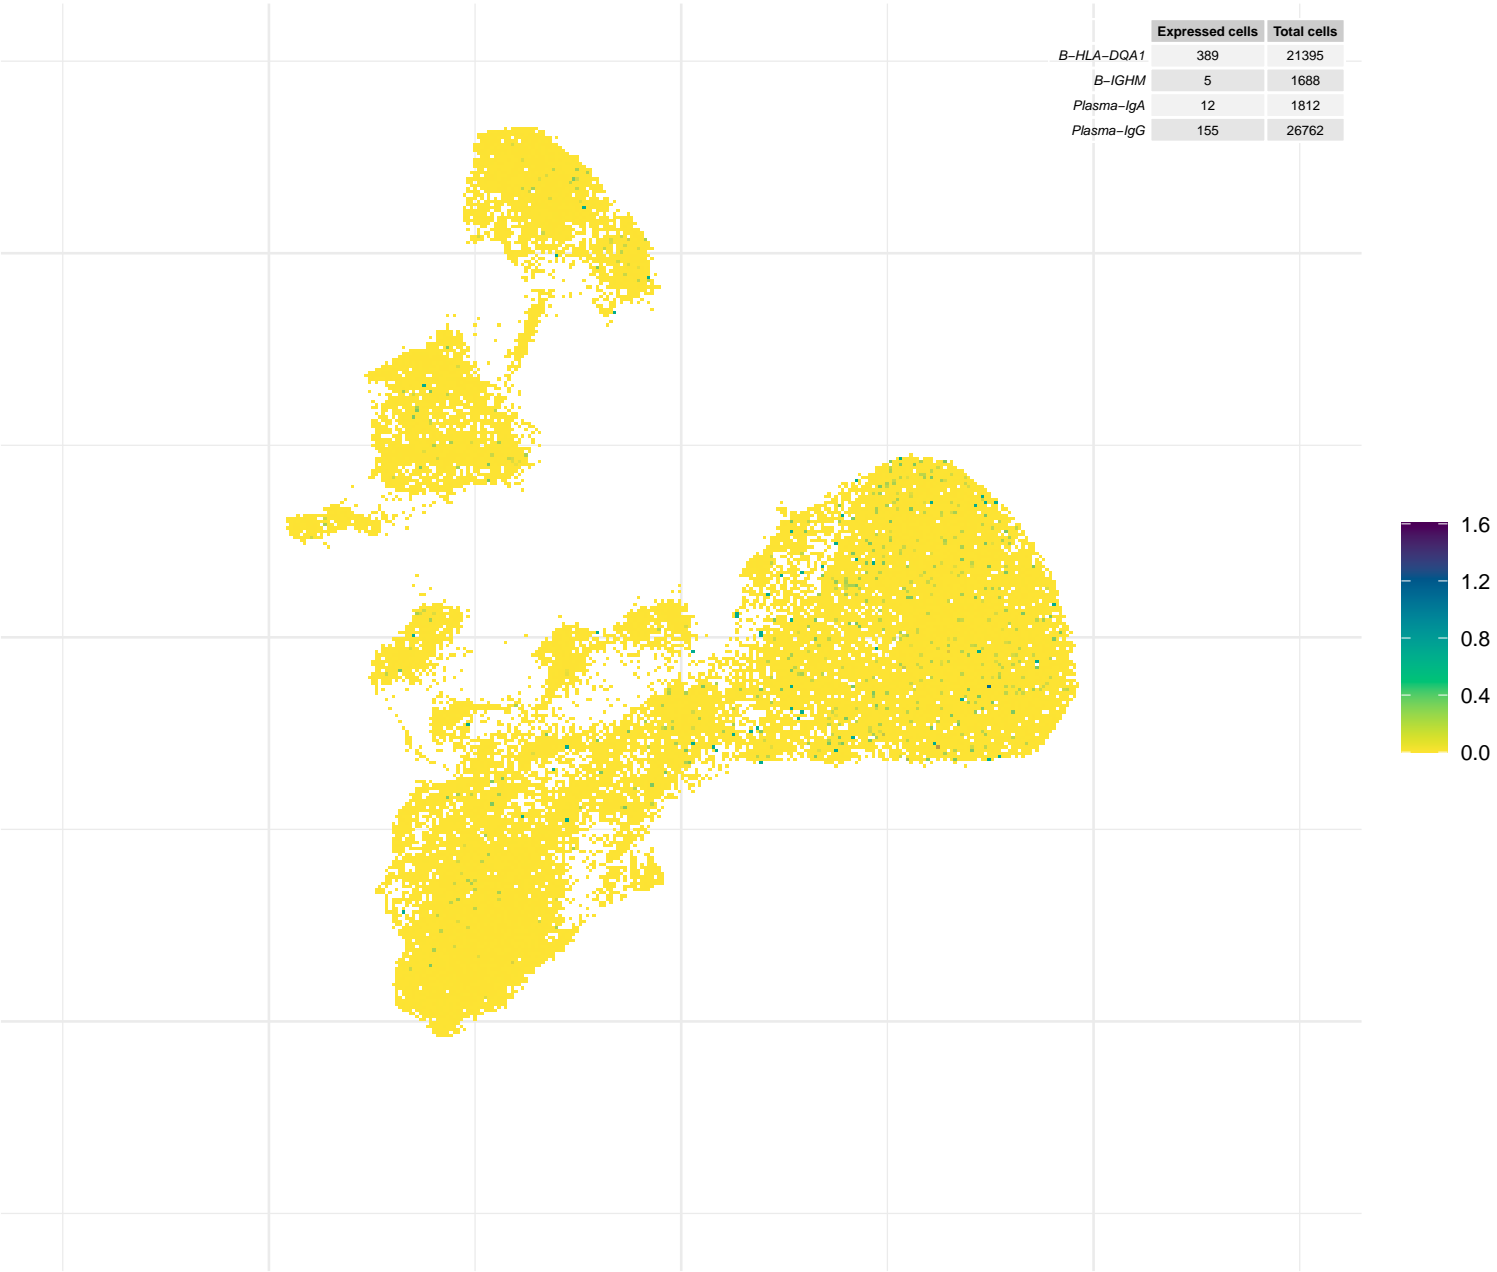 Expressed cells Total cells
B−HLA−DQA1 389 21395
B−IGHM 5 1688
Plasma−IgA 12 1812
Plasma−IgG 155 26762
1.6
1.2
0.8
0.4
0.0